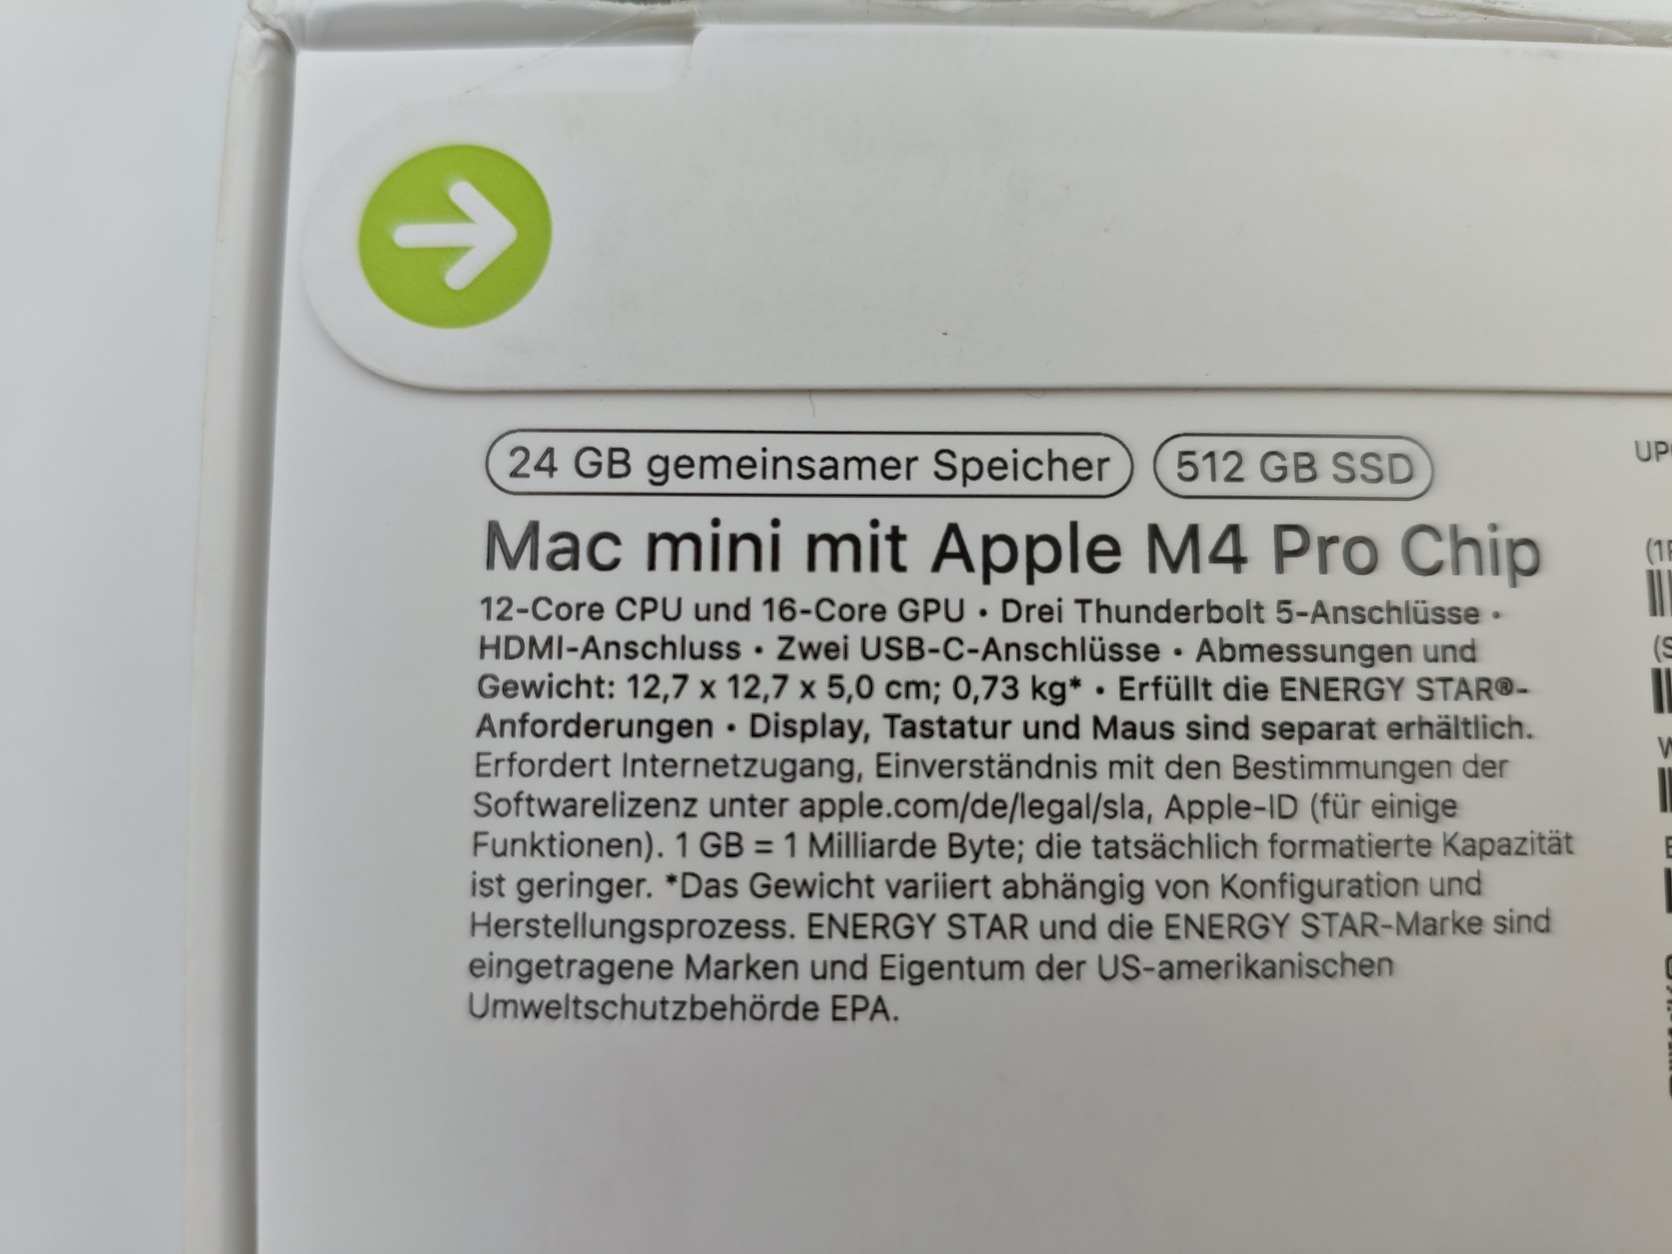 24 GB gemeinsamer Speicher 512 GB SSD
Mac mini mit Apple M4 Pro Chip
12-Core CPU und 16-Core GPU • Drei Thunderbolt 5-Anschlüsse •
HDMI-Anschluss • Zwei USB-C-Anschlüsse • Abmessungen und
Gewicht: 12,7 x 12,7 x 5,0 cm; 0,73 kg* • Erfüllt die ENERGY STAR®-
Anforderungen • Display, Tastatur und Maus sind separat erhältlich.
Erfordert Internetzugang, Einverständnis mit den Bestimmungen der
Softwarelizenz unter apple.com/de/legal/sla, Apple-ID (für einige
Funktionen). 1 GB = 1 Milliarde Byte; die tatsächlich formatierte Kapazität
ist geringer. *Das Gewicht variiert abhängig von Konfiguration und
Herstellungsprozess. ENERGY STAR und die ENERGY STAR-Marke sind
eingetragene Marken und Eigentum der US-amerikanischen
Umweltschutzbehörde EPA.